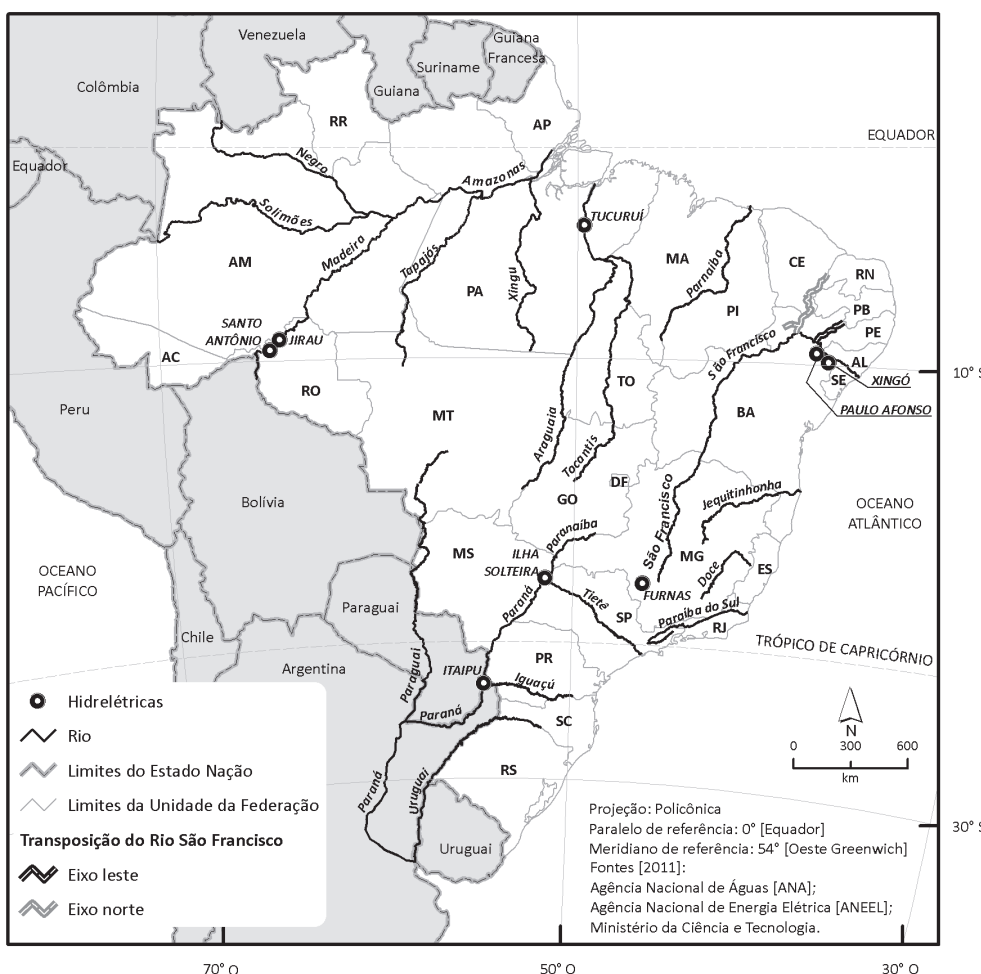 Venezuela
Guiana
Francesa
Suriname
Colômbia
Guiana
RR
AP
EQUADOR
Equador
Negro
Amazonas
Solimões
TUCURUÍ
Madeira
Tapajós
Xingu
AM
PA
MA
Parnaíba
CE
RN
PB
PI
PE
SANTO
ANTÔNIO
JIRAU
São Francisco
AC
AL
10° S
SE
XINGÓ
RO
TO
PAULO AFONSO
Peru
MT
BA
Araguaia
Tocantis
DF
Bolívia
GO
São Francisco
Jequitinhonha
OCEANO
ATLÂNTICO
Paranaíba
MS
ILHA
SOLTEIRA
MG
Doce
ES
OCEANO
PACÍFICO
FURNAS
Paraguai
Paraná
Tietê
SP
Paraíba do Sul
RJ
Chile
TRÓPICO DE CAPRICÓRNIO
Argentina
Paraguai
ITAIPU
PR
Iguaçú
Paraná
SC
Paraná
Uruguai
RS
Uruguai
Hidrelétricas
Rio
Limites do Estado Nação
Limites da Unidade da Federação
Transposição do Rio São Francisco
Eixo leste
Eixo norte
N
0 300 600
km
Projeção: Policônica
Paralelo de referência: 0° [Equador]
Meridiano de referência: 54° [Oeste Greenwich]
Fontes [2011]:
Agência Nacional de Águas [ANA];
Agência Nacional de Energia Elétrica [ANEEL];
Ministério da Ciência e Tecnologia.
30° S
70° O
50° O
30° O